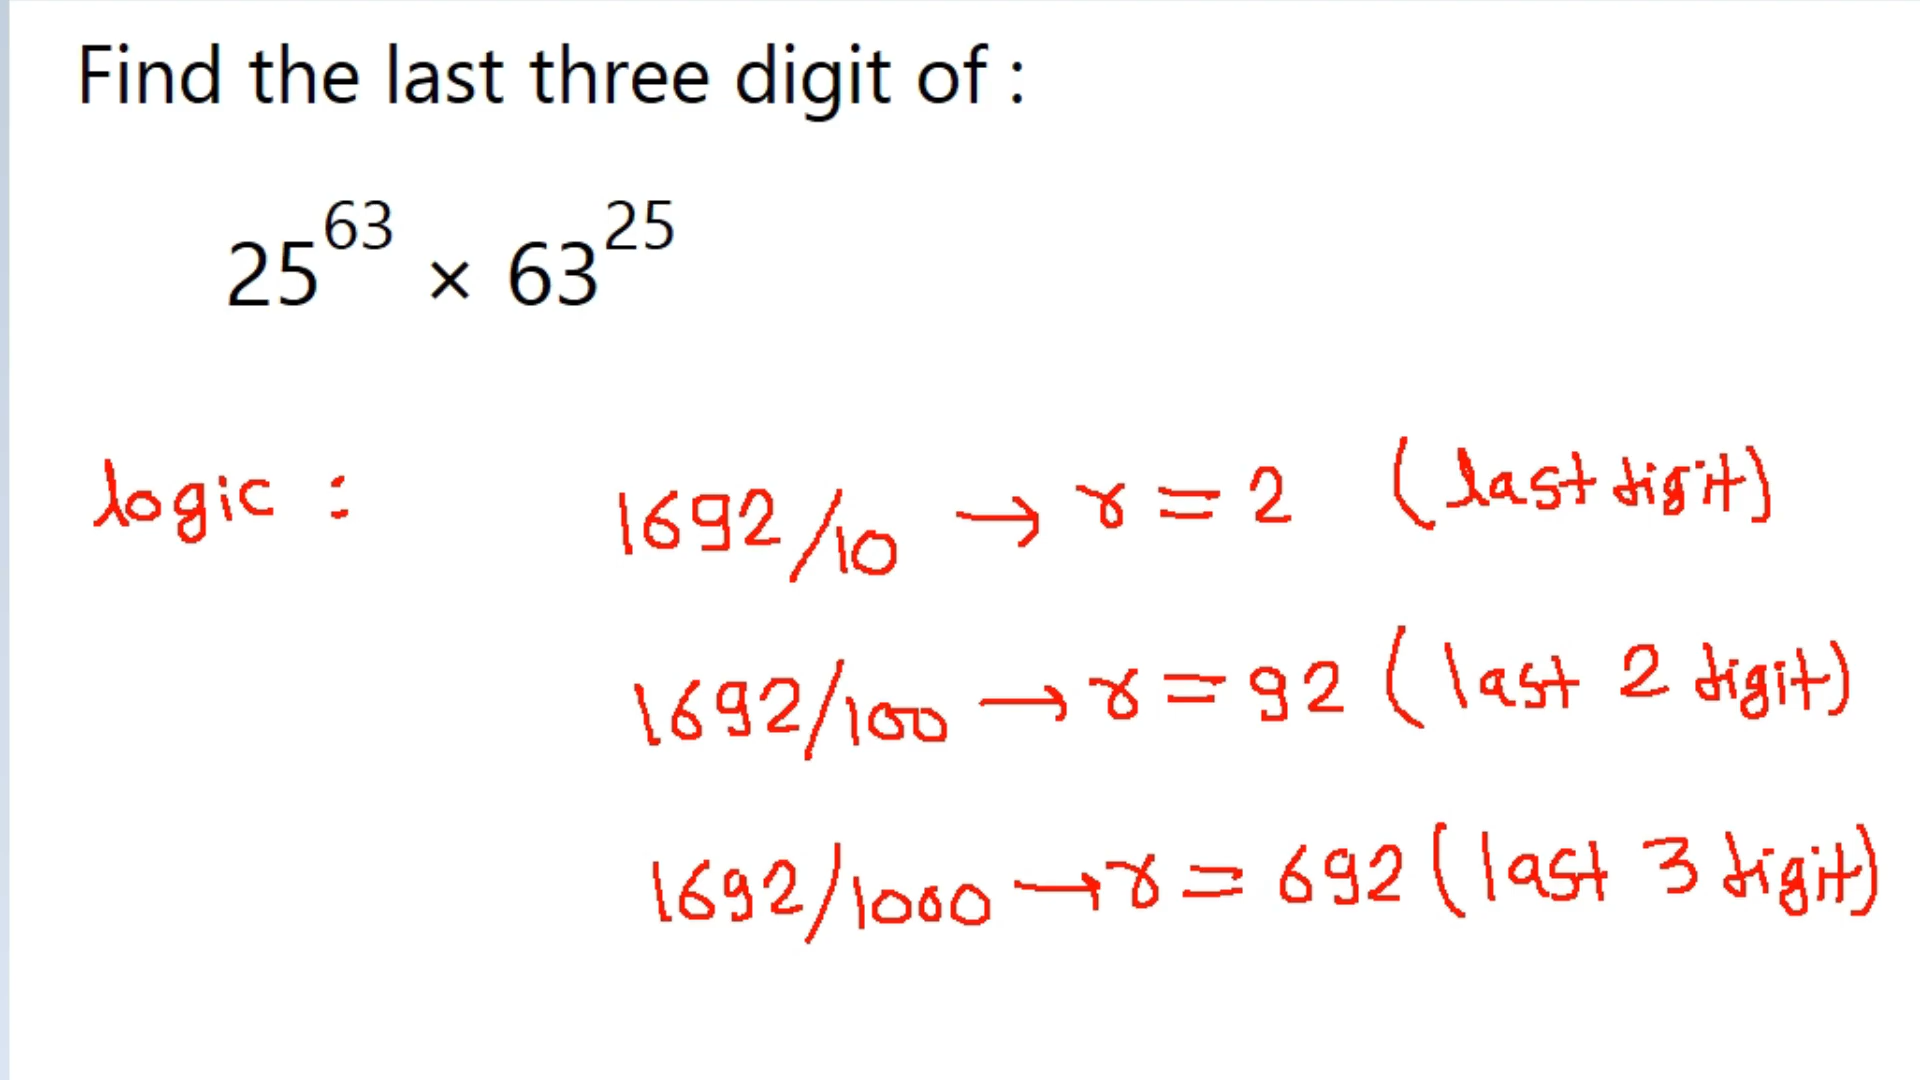 Find the last three digit of :
25^63 × 63^25
logic : 1692/10 → r = 2 (last digit)
1692/100 → r = 92 (last 2 digit)
1692/1000 → r = 692 (last 3 digit)